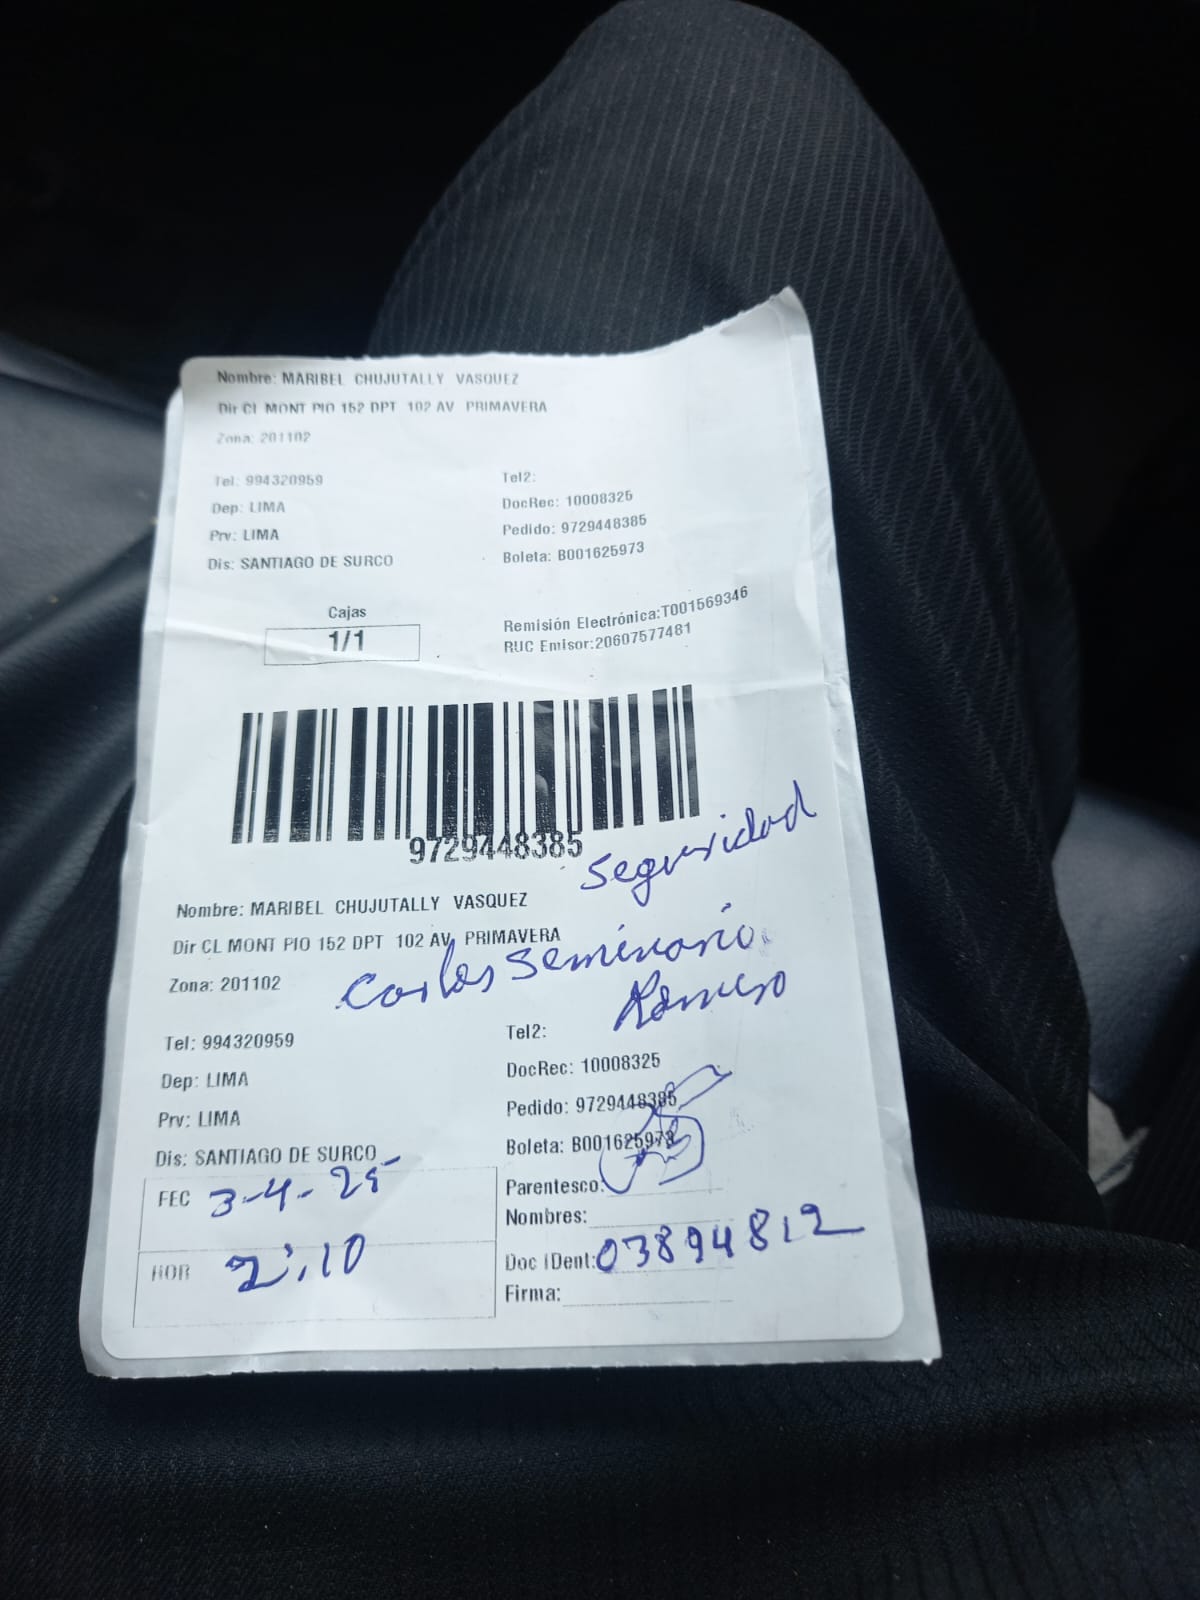 Nombre: MARIBEL CHUJUTALLY VASQUEZ
Dir CL MONT PIO 152 DPT 102 AV PRIMAVERA
Zona: 201102
Tel: 994320959
Tel2:
Dep: LIMA
DocRec: 10008325
Prv: LIMA
Pedido: 9729448385
Dis: SANTIAGO DE SURCO
Boleta: B001625973
Cajas
1/1
Remisión Electrónica:T001569346
RUC Emisor:20607577481
9729448385
Seguridad
Nombre: MARIBEL CHUJUTALLY VASQUEZ
Dir CL MONT PIO 152 DPT 102 AV PRIMAVERA
Carlos Seminario
Zona: 201102
Tel: 994320959
Tel2:
Dep: LIMA
DocRec: 10008325
Prv: LIMA
Pedido: 9729448385
Dis: SANTIAGO DE SURCO
Boleta: B001625973
FEC 3-4-25
Parentesco:
Nombres:
HOR 2:10
Doc IDent: 03894812
Firma: